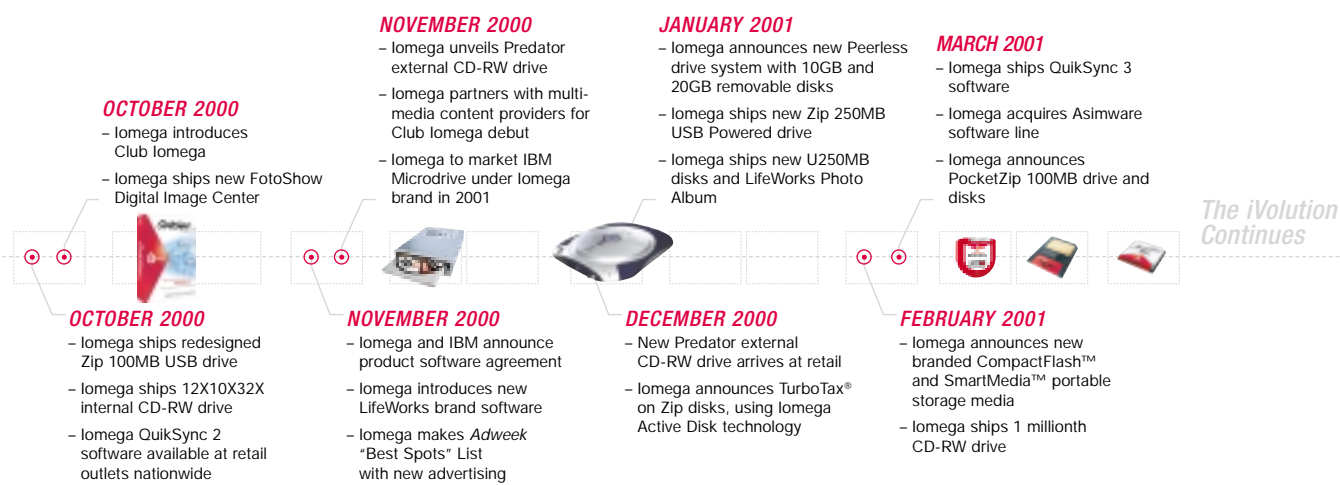 OCTOBER 2000
– Iomega introduces
Club Iomega
– Iomega ships new FotoShow
Digital Image Center
NOVEMBER 2000
– Iomega unveils Predator
external CD-RW drive
– Iomega partners with multi-
media content providers for
Club Iomega debut
– Iomega to market IBM
Microdrive under Iomega
brand in 2001
JANUARY 2001
– Iomega announces new Peerless
drive system with 10GB and
20GB removable disks
– Iomega ships new Zip 250MB
USB Powered drive
– Iomega ships new U250MB
disks and LifeWorks Photo
Album
MARCH 2001
– Iomega ships QuikSync 3
software
– Iomega acquires Asimware
software line
– Iomega announces
PocketZip 100MB drive and
disks
The iVolution
Continues
OCTOBER 2000
– Iomega ships redesigned
Zip 100MB USB drive
– Iomega ships 12X10X32X
internal CD-RW drive
– Iomega QuikSync 2
software available at retail
outlets nationwide
NOVEMBER 2000
– Iomega and IBM announce
product software agreement
– Iomega introduces new
LifeWorks brand software
– Iomega makes Adweek
“Best Spots” List
with new advertising
DECEMBER 2000
– New Predator external
CD-RW drive arrives at retail
– Iomega announces TurboTax®
on Zip disks, using Iomega
Active Disk technology
FEBRUARY 2001
– Iomega announces new
branded CompactFlash™
and SmartMedia™ portable
storage media
– Iomega ships 1 millionth
CD-RW drive